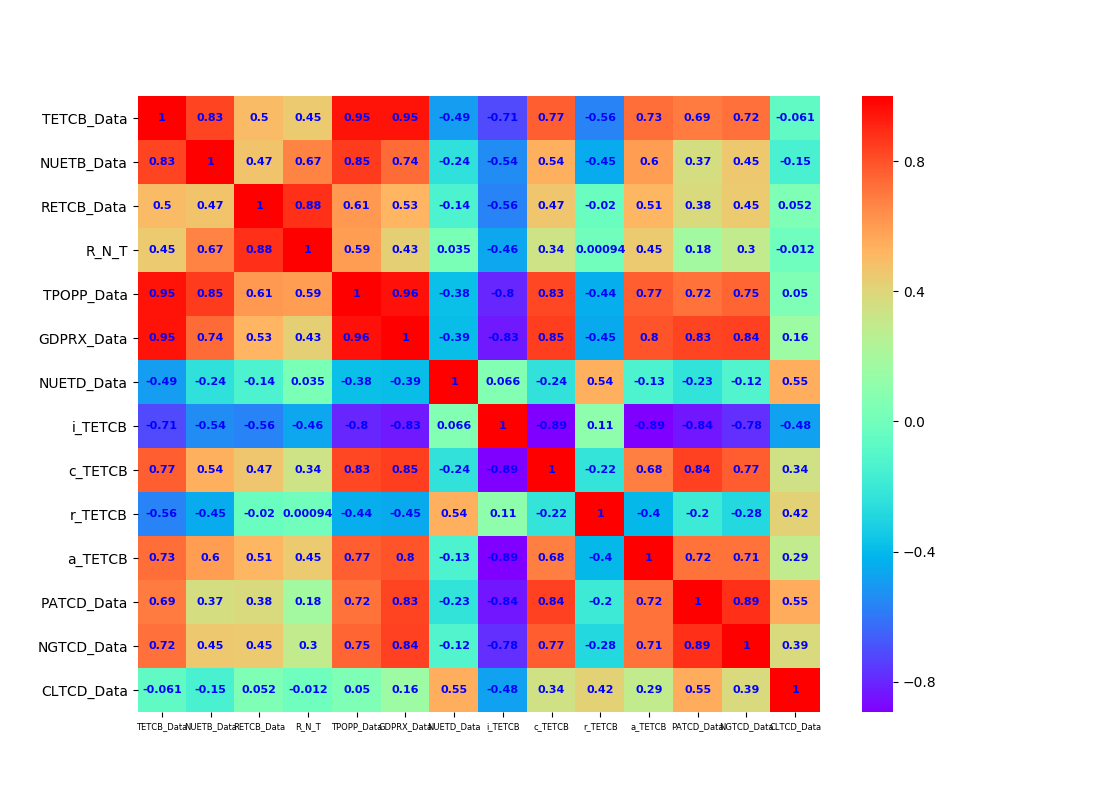 TETCB_Data 1 0.83 0.5 0.45 0.95 0.95 -0.49 -0.71 0.77 -0.56 0.73 0.69 0.72 -0.061
NUETB_Data 0.83 1 0.47 0.67 0.85 0.74 -0.24 -0.54 0.54 -0.45 0.6 0.37 0.45 -0.15
0.8
RETCB_Data 0.5 0.47 1 0.88 0.61 0.53 -0.14 -0.56 0.47 -0.02 0.51 0.38 0.45 0.052
R_N_T 0.45 0.67 0.88 1 0.59 0.43 0.035 -0.46 0.34 0.00094 0.45 0.18 0.3 -0.012
TPOPP_Data 0.95 0.85 0.61 0.59 1 0.96 -0.38 -0.8 0.83 -0.44 0.77 0.72 0.75 0.05
0.4
GDPRX_Data 0.95 0.74 0.53 0.43 0.96 1 -0.39 -0.83 0.85 -0.45 0.8 0.83 0.84 0.16
NUETD_Data -0.49 -0.24 -0.14 0.035 -0.38 -0.39 1 0.066 -0.24 0.54 -0.13 -0.23 -0.12 0.55
i_TETCB -0.71 -0.54 -0.56 -0.46 -0.8 -0.83 0.066 1 -0.89 0.11 -0.89 -0.84 -0.78 -0.48
0.0
c_TETCB 0.77 0.54 0.47 0.34 0.83 0.85 -0.24 -0.89 1 -0.22 0.68 0.84 0.77 0.34
r_TETCB -0.56 -0.45 -0.02 0.00094 -0.44 -0.45 0.54 0.11 -0.22 1 -0.4 -0.2 -0.28 0.42
−0.4
a_TETCB 0.73 0.6 0.51 0.45 0.77 0.8 -0.13 -0.89 0.68 -0.4 1 0.72 0.71 0.29
PATCD_Data 0.69 0.37 0.38 0.18 0.72 0.83 -0.23 -0.84 0.84 -0.2 0.72 1 0.89 0.55
NGTCD_Data 0.72 0.45 0.45 0.3 0.75 0.84 -0.12 -0.78 0.77 -0.28 0.71 0.89 1 0.39
−0.8
CLTCD_Data -0.061 -0.15 0.052 -0.012 0.05 0.16 0.55 -0.48 0.34 0.42 0.29 0.55 0.39 1
TETCB_Data NUETB_Data RETCB_Data R_N_T TPOPP_Data GDPRX_Data NUETD_Data i_TETCB c_TETCB r_TETCB a_TETCB PATCD_Data NGTCD_Data CLTCD_Data